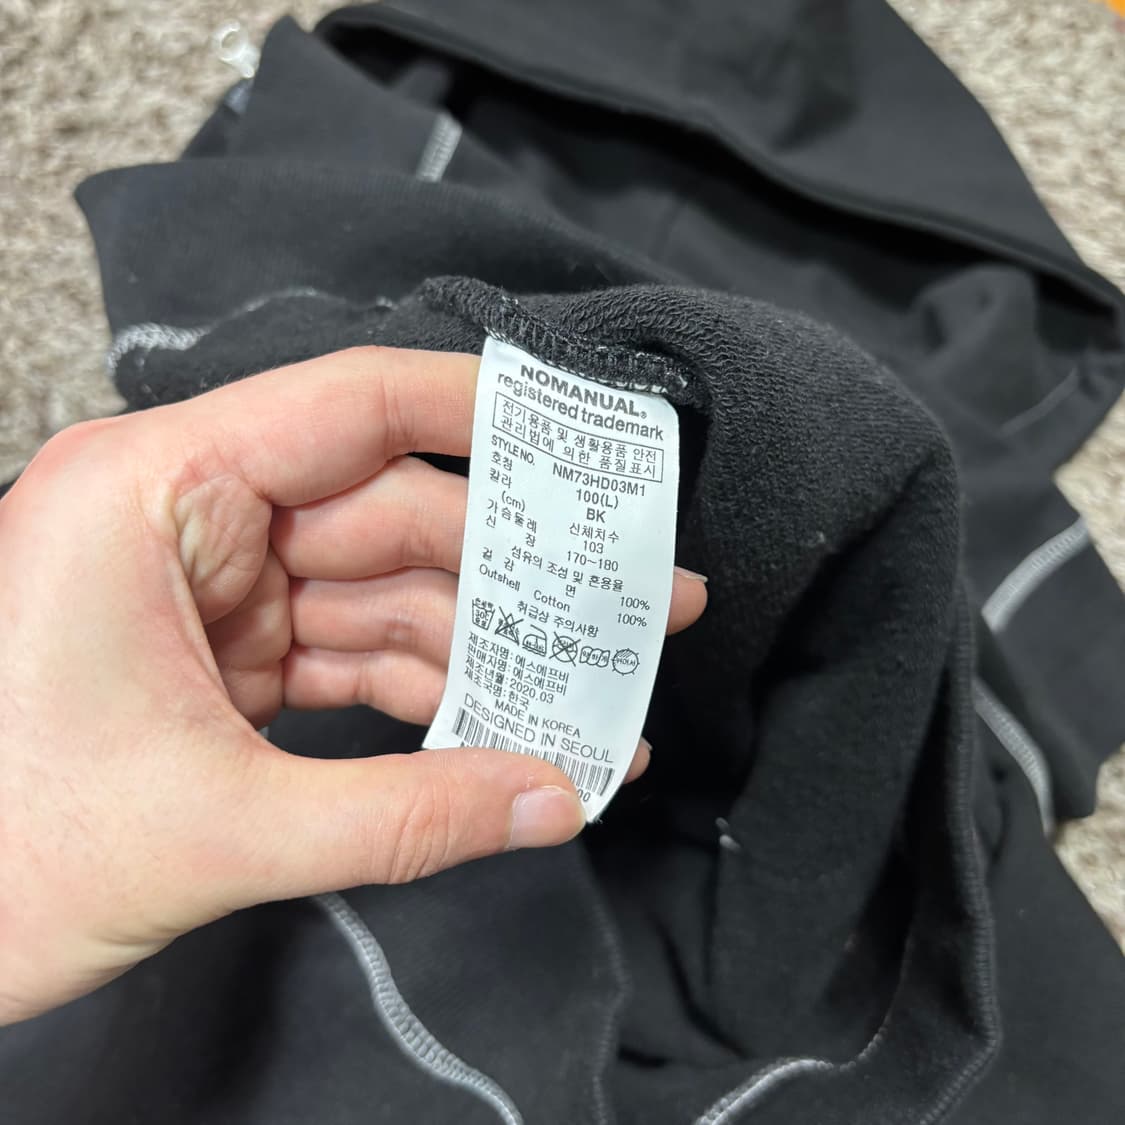 NOMANUAL®
registered trademark
전기용품 및 생활용품 안전
관리법에 의한 품질표시
STYLE NO. NM73HD03M1
호칭 100(L)
칼라 BK
(cm) 신체치수
가슴둘레 103
신장 170~180
섬유의 조성 및 혼용율
겉감 면 100%
Outshell Cotton 100%
취급상 주의사항
제조자명: 에스에프비
판매자명: 에스에프비
제조년월: 2020.03
제조국명: 한국
MADE IN KOREA
DESIGNED IN SEOUL